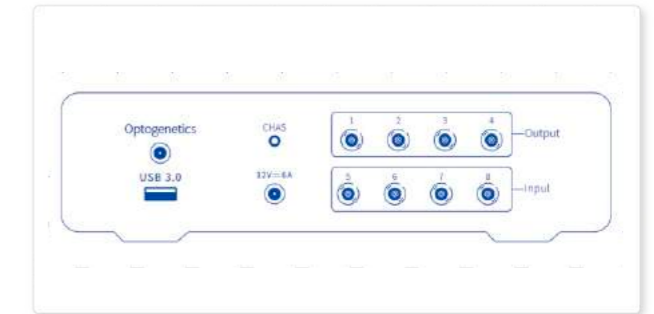 Optogenetics
USB 3.0
CHAS
12V⎓6A
1 2 3 4
Output
5 6 7 8
Input